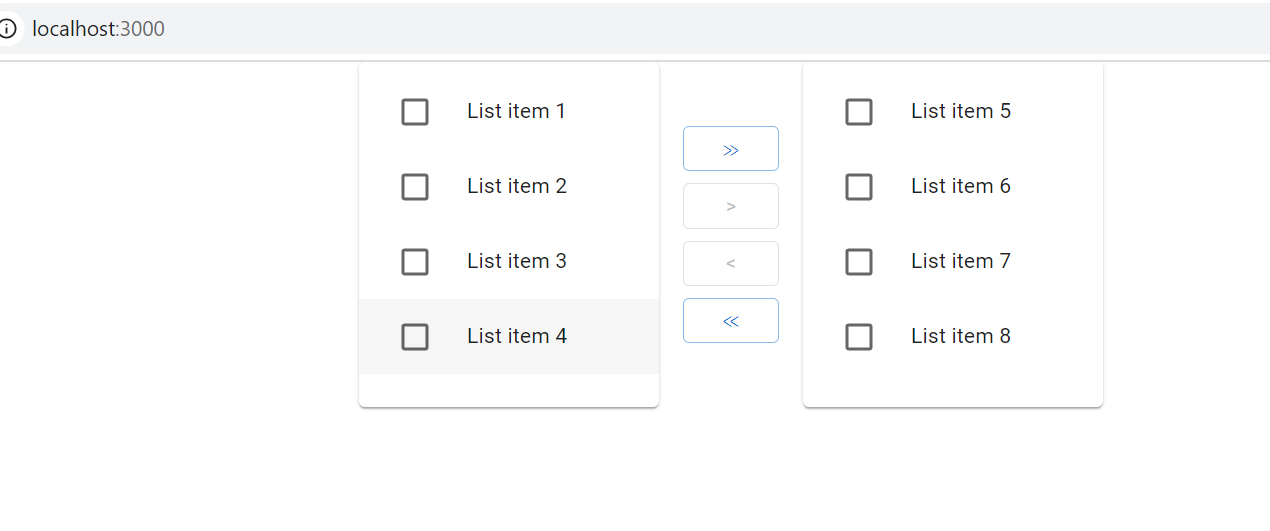 localhost:3000
List item 1
List item 2
List item 3
List item 4
≫
>
<
≪
List item 5
List item 6
List item 7
List item 8